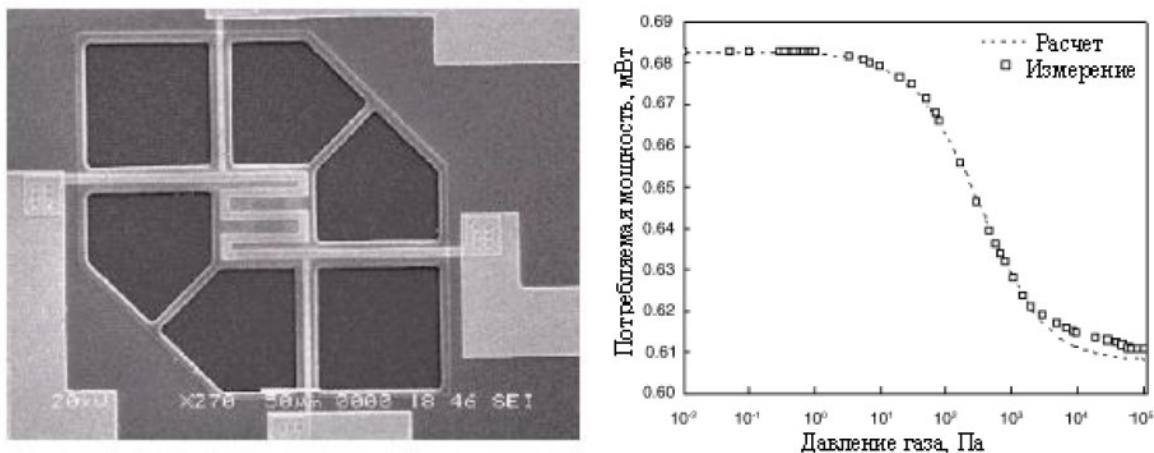 20kU X270 50µm 0000 18 46 SEI
Потребляемая мощность, мВт
0.69
0.68
0.67
0.66
0.65
0.64
0.63
0.62
0.61
0.60
Расчет
Измерение
10⁻² 10⁻¹ 10⁰ 10¹ 10² 10³ 10⁴ 10⁵
Давление газа, Па